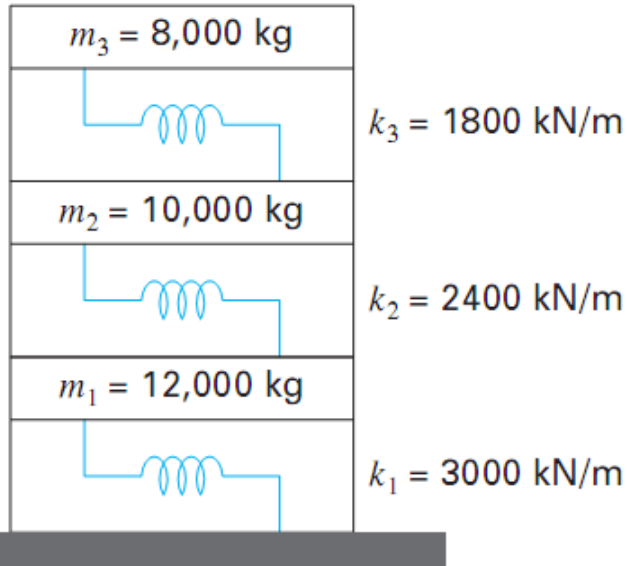 m₃ = 8,000 kg
k₃ = 1800 kN/m
m₂ = 10,000 kg
k₂ = 2400 kN/m
m₁ = 12,000 kg
k₁ = 3000 kN/m